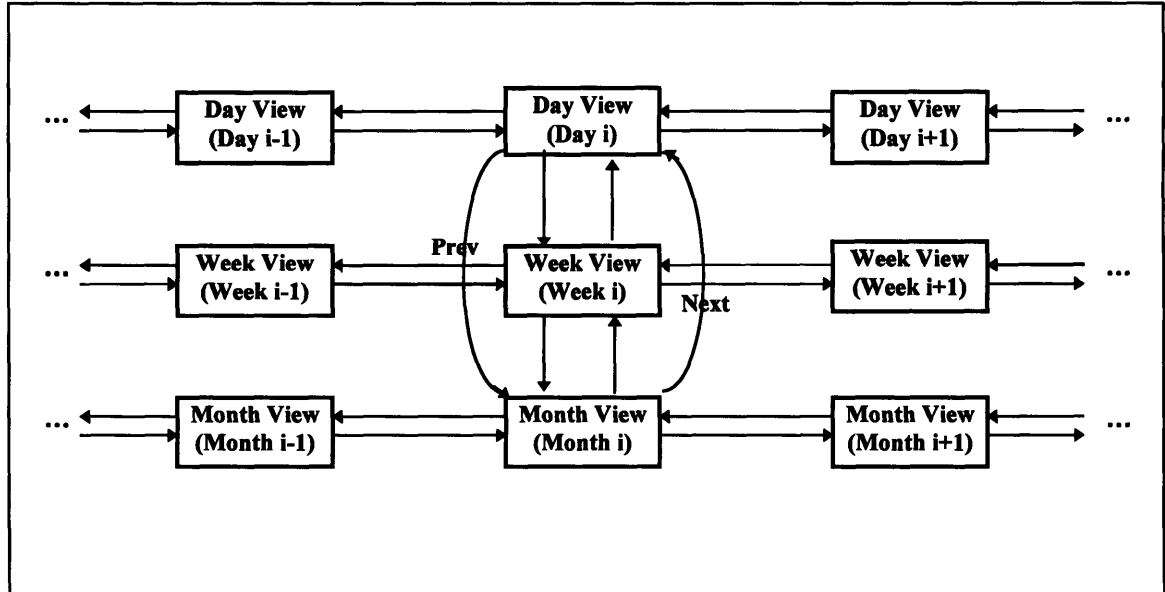 Day View
(Day i-1)
Day View
(Day i)
Day View
(Day i+1)
...
...
Prev
Week View
(Week i-1)
Week View
(Week i)
Week View
(Week i+1)
...
...
Next
Month View
(Month i-1)
Month View
(Month i)
Month View
(Month i+1)
...
...